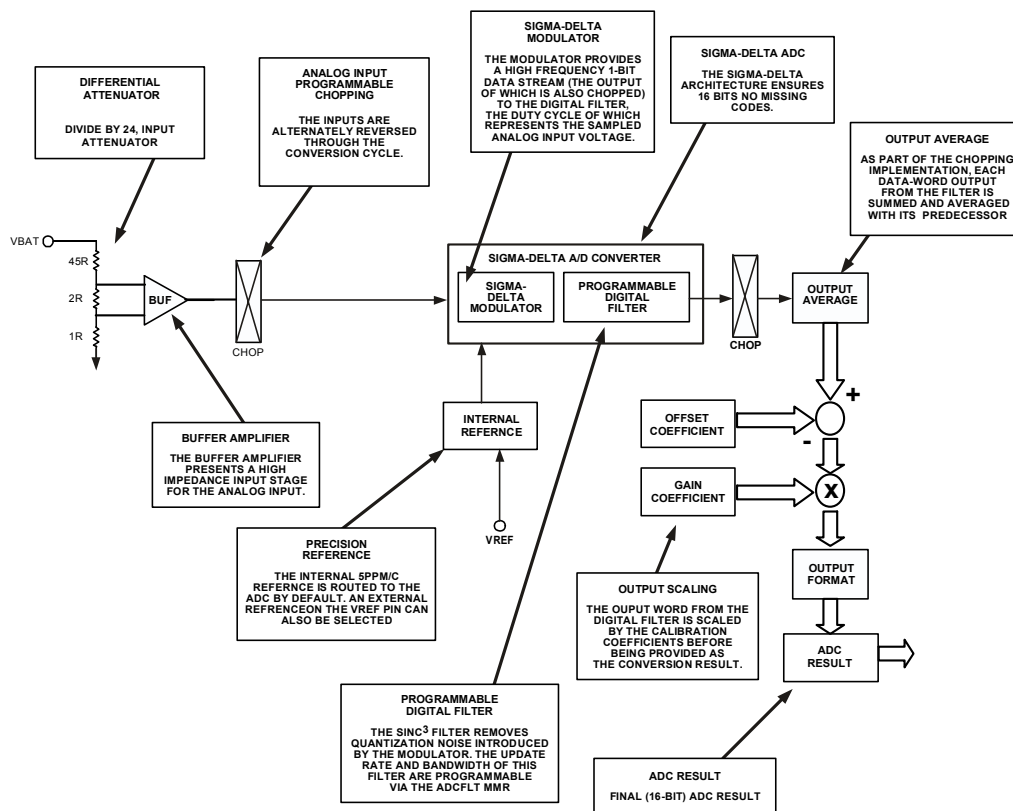 SIGMA-DELTA
MODULATOR
THE MODULATOR PROVIDES
A HIGH FREQUENCY 1-BIT
DATA STREAM (THE OUTPUT
OF WHICH IS ALSO CHOPPED)
TO THE DIGITAL FILTER,
THE DUTY CYCLE OF WHICH
REPRESENTS THE SAMPLED
ANALOG INPUT VOLTAGE.
SIGMA-DELTA ADC
THE SIGMA-DELTA
ARCHITECTURE ENSURES
16 BITS NO MISSING
CODES.
DIFFERENTIAL
ATTENUATOR
DIVIDE BY 24, INPUT
ATTENUATOR
ANALOG INPUT
PROGRAMMABLE
CHOPPING
THE INPUTS ARE
ALTERNATELY REVERSED
THROUGH THE
CONVERSION CYCLE.
OUTPUT AVERAGE
AS PART OF THE CHOPPING
IMPLEMENTATION, EACH
DATA-WORD OUTPUT
FROM THE FILTER IS
SUMMED AND AVERAGED
WITH ITS PREDECESSOR
VBAT
45R
2R
1R
BUF
CHOP
SIGMA-DELTA A/D CONVERTER
SIGMA-
DELTA
MODULATOR
PROGRAMMABLE
DIGITAL
FILTER
CHOP
OUTPUT
AVERAGE
+
OFFSET
COEFFICIENT
-
GAIN
COEFFICIENT
X
INTERNAL
REFERNCE
VREF
BUFFER AMPLIFIER
THE BUFFER AMPLIFIER
PRESENTS A HIGH
IMPEDANCE INPUT STAGE
FOR THE ANALOG INPUT.
PRECISION
REFERENCE
THE INTERNAL 5PPM/C
REFERNCE IS ROUTED TO THE
ADC BY DEFAULT. AN EXTERNAL
REFRENCEON THE VREF PIN CAN
ALSO BE SELECTED
OUTPUT SCALING
THE OUPUT WORD FROM THE
DIGITAL FILTER IS SCALED
BY THE CALIBRATION
COEFFICIENTS BEFORE
BEING PROVIDED AS
THE CONVERSION RESULT.
OUTPUT
FORMAT
ADC
RESULT
PROGRAMMABLE
DIGITAL FILTER
THE SINC³ FILTER REMOVES
QUANTIZATION NOISE INTRODUCED
BY THE MODULATOR. THE UPDATE
RATE AND BANDWIDTH OF THIS
FILTER ARE PROGRAMMABLE
VIA THE ADCFLT MMR
ADC RESULT
FINAL (16-BIT) ADC RESULT